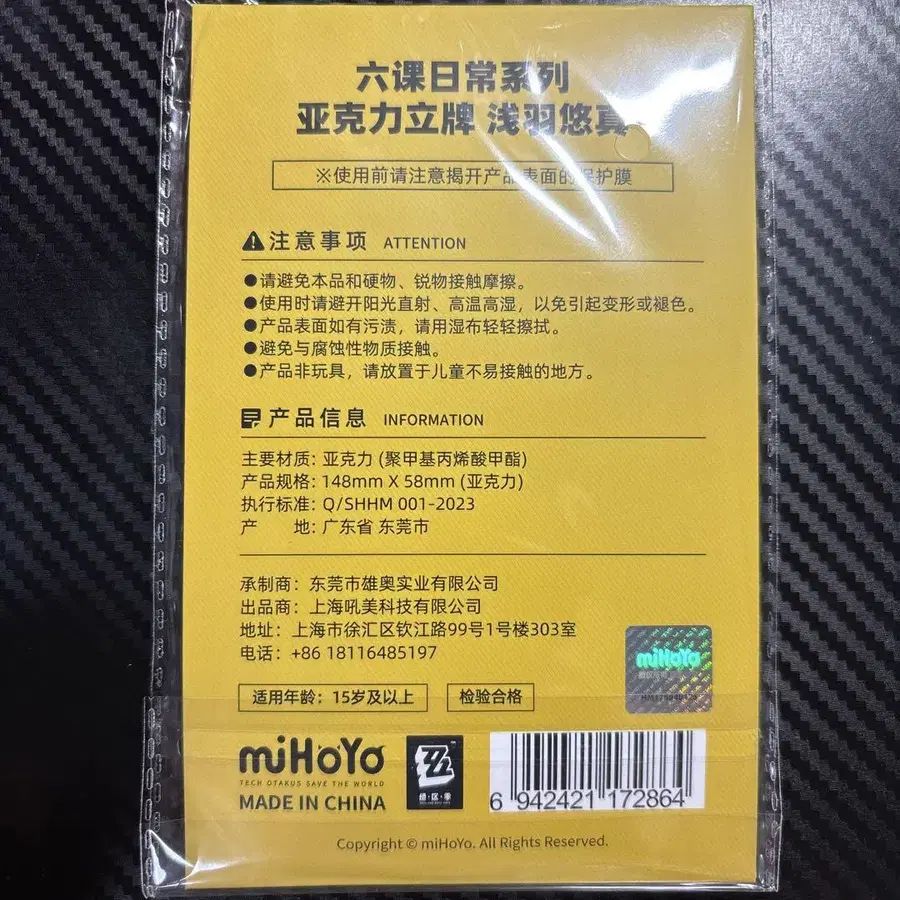 六课日常系列
亚克力立牌 浅羽悠真
※使用前请注意揭开产品表面的保护膜
注意事项 ATTENTION
●请避免本品和硬物、锐物接触摩擦。
●使用时请避开阳光直射、高温高湿，以免引起变形或褪色。
●产品表面如有污渍，请用湿布轻轻擦拭。
●避免与腐蚀性物质接触。
●产品非玩具，请放置于儿童不易接触的地方。
产品信息 INFORMATION
主要材质: 亚克力 (聚甲基丙烯酸甲酯)
产品规格: 148mm X 58mm (亚克力)
执行标准: Q/SHHM 001-2023
产 地: 广东省 东莞市
承制商：东莞市雄奥实业有限公司
出品商：上海吼美科技有限公司
地址：上海市徐汇区钦江路99号1号楼303室
电话：+86 18116485197
miHoYo
适用年龄：15岁及以上
检验合格
miHoYo
TECH OTAKUS SAVE THE WORLD
MADE IN CHINA
绝·区·零
6 942421 172864
Copyright © miHoYo. All Rights Reserved.